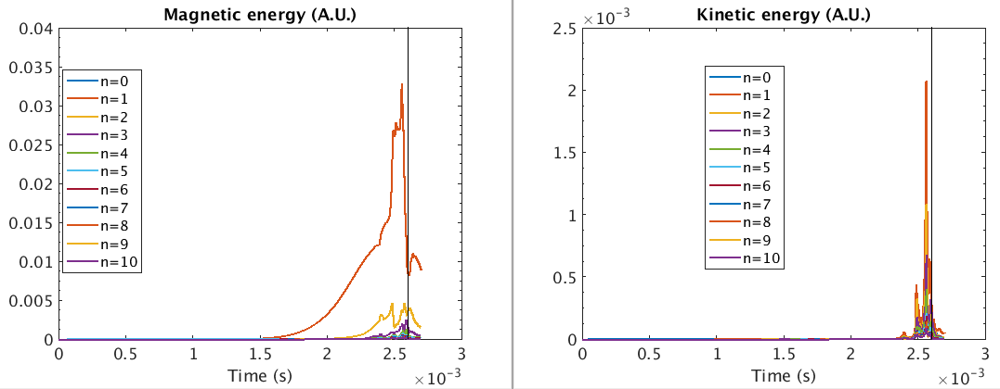 Magnetic energy (A.U.)
0.04
0.035
0.03
0.025
0.02
0.015
0.01
0.005
0
n=0
n=1
n=2
n=3
n=4
n=5
n=6
n=7
n=8
n=9
n=10
0 0.5 1 1.5 2 2.5 3
Time (s)
×10⁻³
Kinetic energy (A.U.)
×10⁻³
2.5
2
1.5
1
0.5
0
n=0
n=1
n=2
n=3
n=4
n=5
n=6
n=7
n=8
n=9
n=10
0 0.5 1 1.5 2 2.5 3
Time (s)
×10⁻³